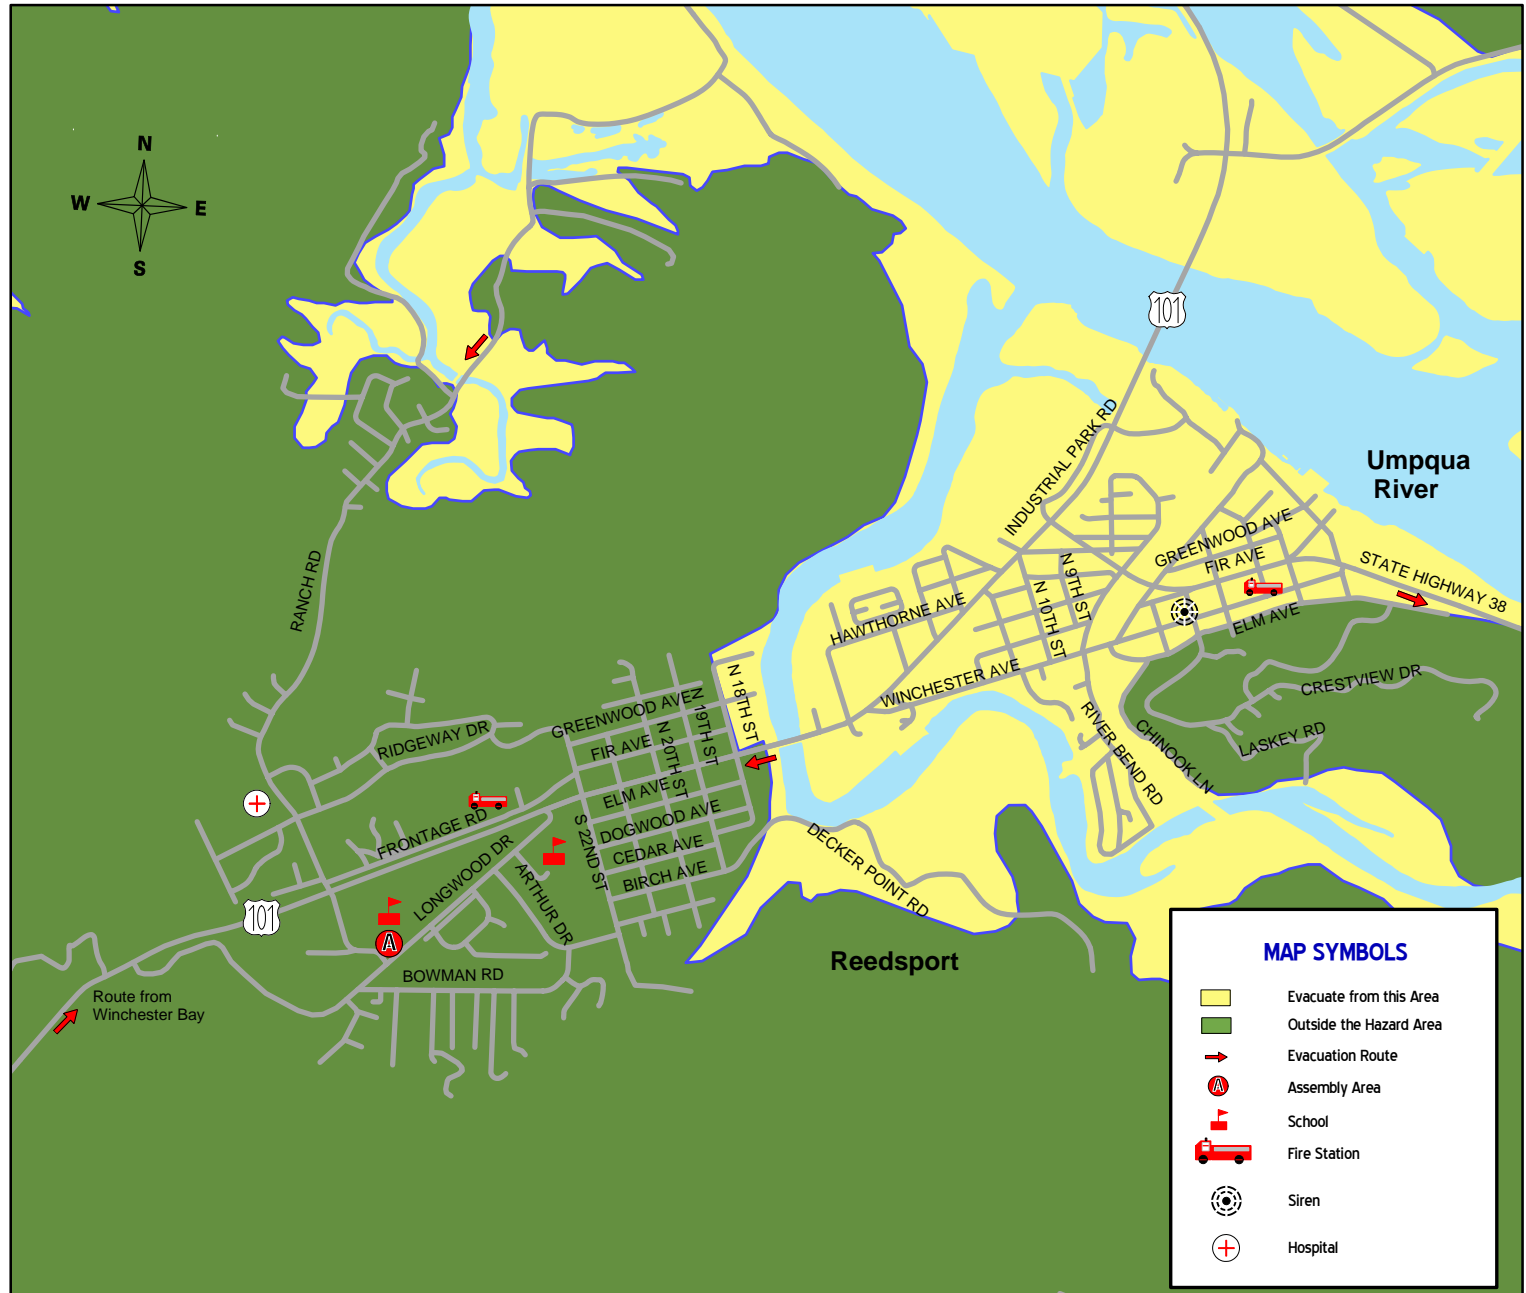 N
W
E
S
101
Umpqua
River
INDUSTRIAL PARK RD
GREENWOOD AVE
FIR AVE
STATE HIGHWAY 38
N 9TH ST
N 10TH ST
HAWTHORNE AVE
ELM AVE
WINCHESTER AVE
RANCH RD
CRESTVIEW DR
LASKEY RD
CHINOOK LN
RIVER BEND RD
N 18TH ST
N 19TH ST
N 20TH ST
GREENWOOD AVE
RIDGEWAY DR
FIR AVE
ELM AVE
DOGWOOD AVE
CEDAR AVE
BIRCH AVE
S 22ND ST
FRONTAGE RD
LONGWOOD DR
ARTHUR DR
DECKER POINT RD
101
A
BOWMAN RD
Reedsport
Route from
Winchester Bay
MAP SYMBOLS
Evacuate from this Area
Outside the Hazard Area
Evacuation Route
A
Assembly Area
School
Fire Station
Siren
Hospital